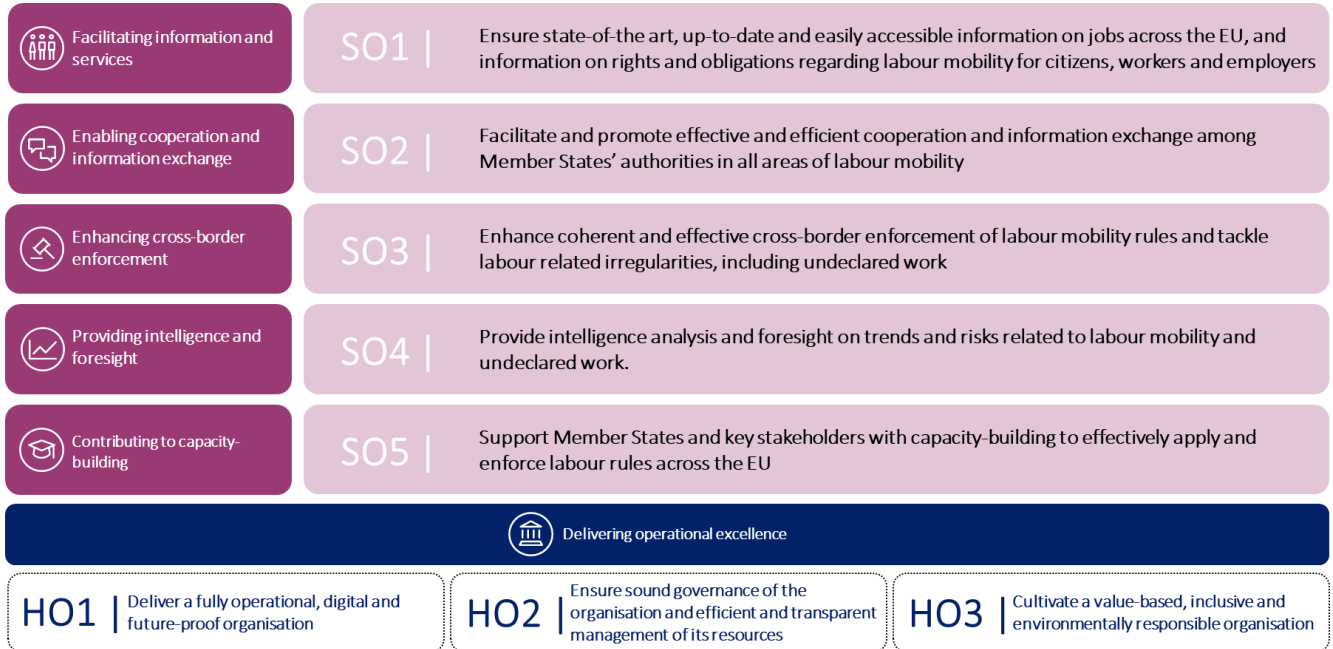 Facilitating information and
services
SO1 |
Ensure state-of-the art, up-to-date and easily accessible information on jobs across the EU, and
information on rights and obligations regarding labour mobility for citizens, workers and employers
Enabling cooperation and
information exchange
SO2 |
Facilitate and promote effective and efficient cooperation and information exchange among
Member States’ authorities in all areas of labour mobility
Enhancing cross-border
enforcement
SO3 |
Enhance coherent and effective cross-border enforcement of labour mobility rules and tackle
labour related irregularities, including undeclared work
Providing intelligence and
foresight
SO4 |
Provide intelligence analysis and foresight on trends and risks related to labour mobility and
undeclared work.
Contributing to capacity-
building
SO5 |
Support Member States and key stakeholders with capacity-building to effectively apply and
enforce labour rules across the EU
Delivering operational excellence
HO1 |
Deliver a fully operational, digital and
future-proof organisation
HO2 |
Ensure sound governance of the
organisation and efficient and transparent
management of its resources
HO3 |
Cultivate a value-based, inclusive and
environmentally responsible organisation